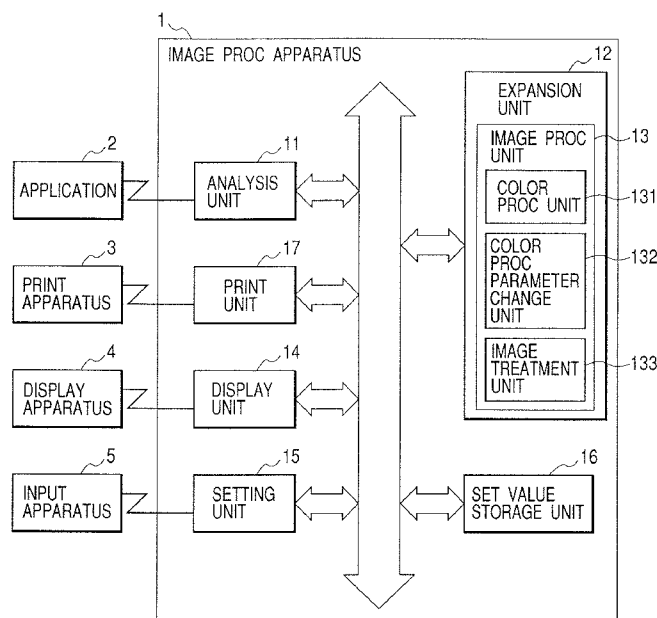 1
IMAGE PROC APPARATUS
12
EXPANSION
UNIT
13
IMAGE PROC
UNIT
COLOR
PROC UNIT
131
COLOR
PROC
PARAMETER
CHANGE
UNIT
132
IMAGE
TREATMENT
UNIT
133
2
APPLICATION
11
ANALYSIS
UNIT
3
PRINT
APPARATUS
17
PRINT
UNIT
4
DISPLAY
APPARATUS
14
DISPLAY
UNIT
5
INPUT
APPARATUS
15
SETTING
UNIT
16
SET VALUE
STORAGE UNIT